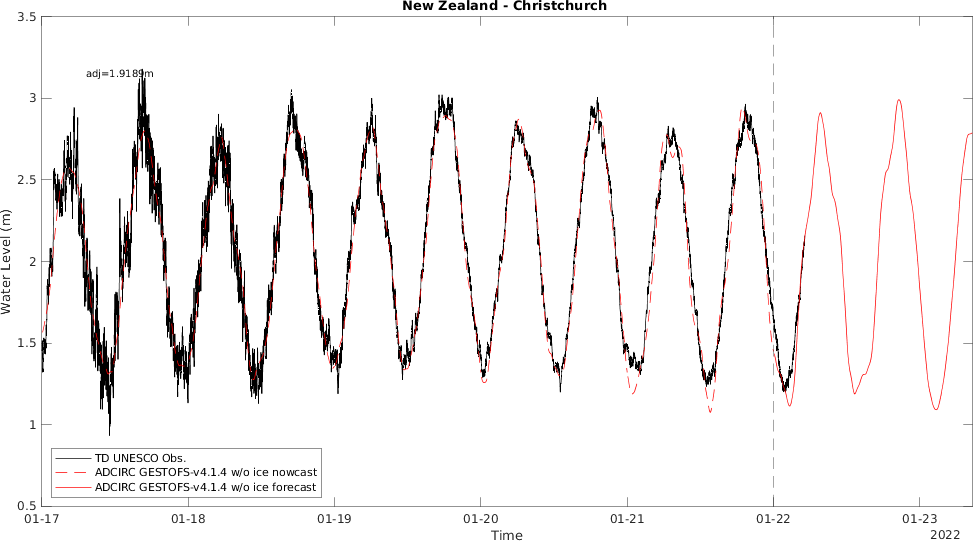 New Zealand - Christchurch
3.5
3
2.5
2
1.5
1
0.5
Water Level (m)
adj=1.9189m
TD UNESCO Obs.
ADCIRC GESTOFS-v4.1.4 w/o ice nowcast
ADCIRC GESTOFS-v4.1.4 w/o ice forecast
01-17 01-18 01-19 01-20 01-21 01-22 01-23
Time
2022